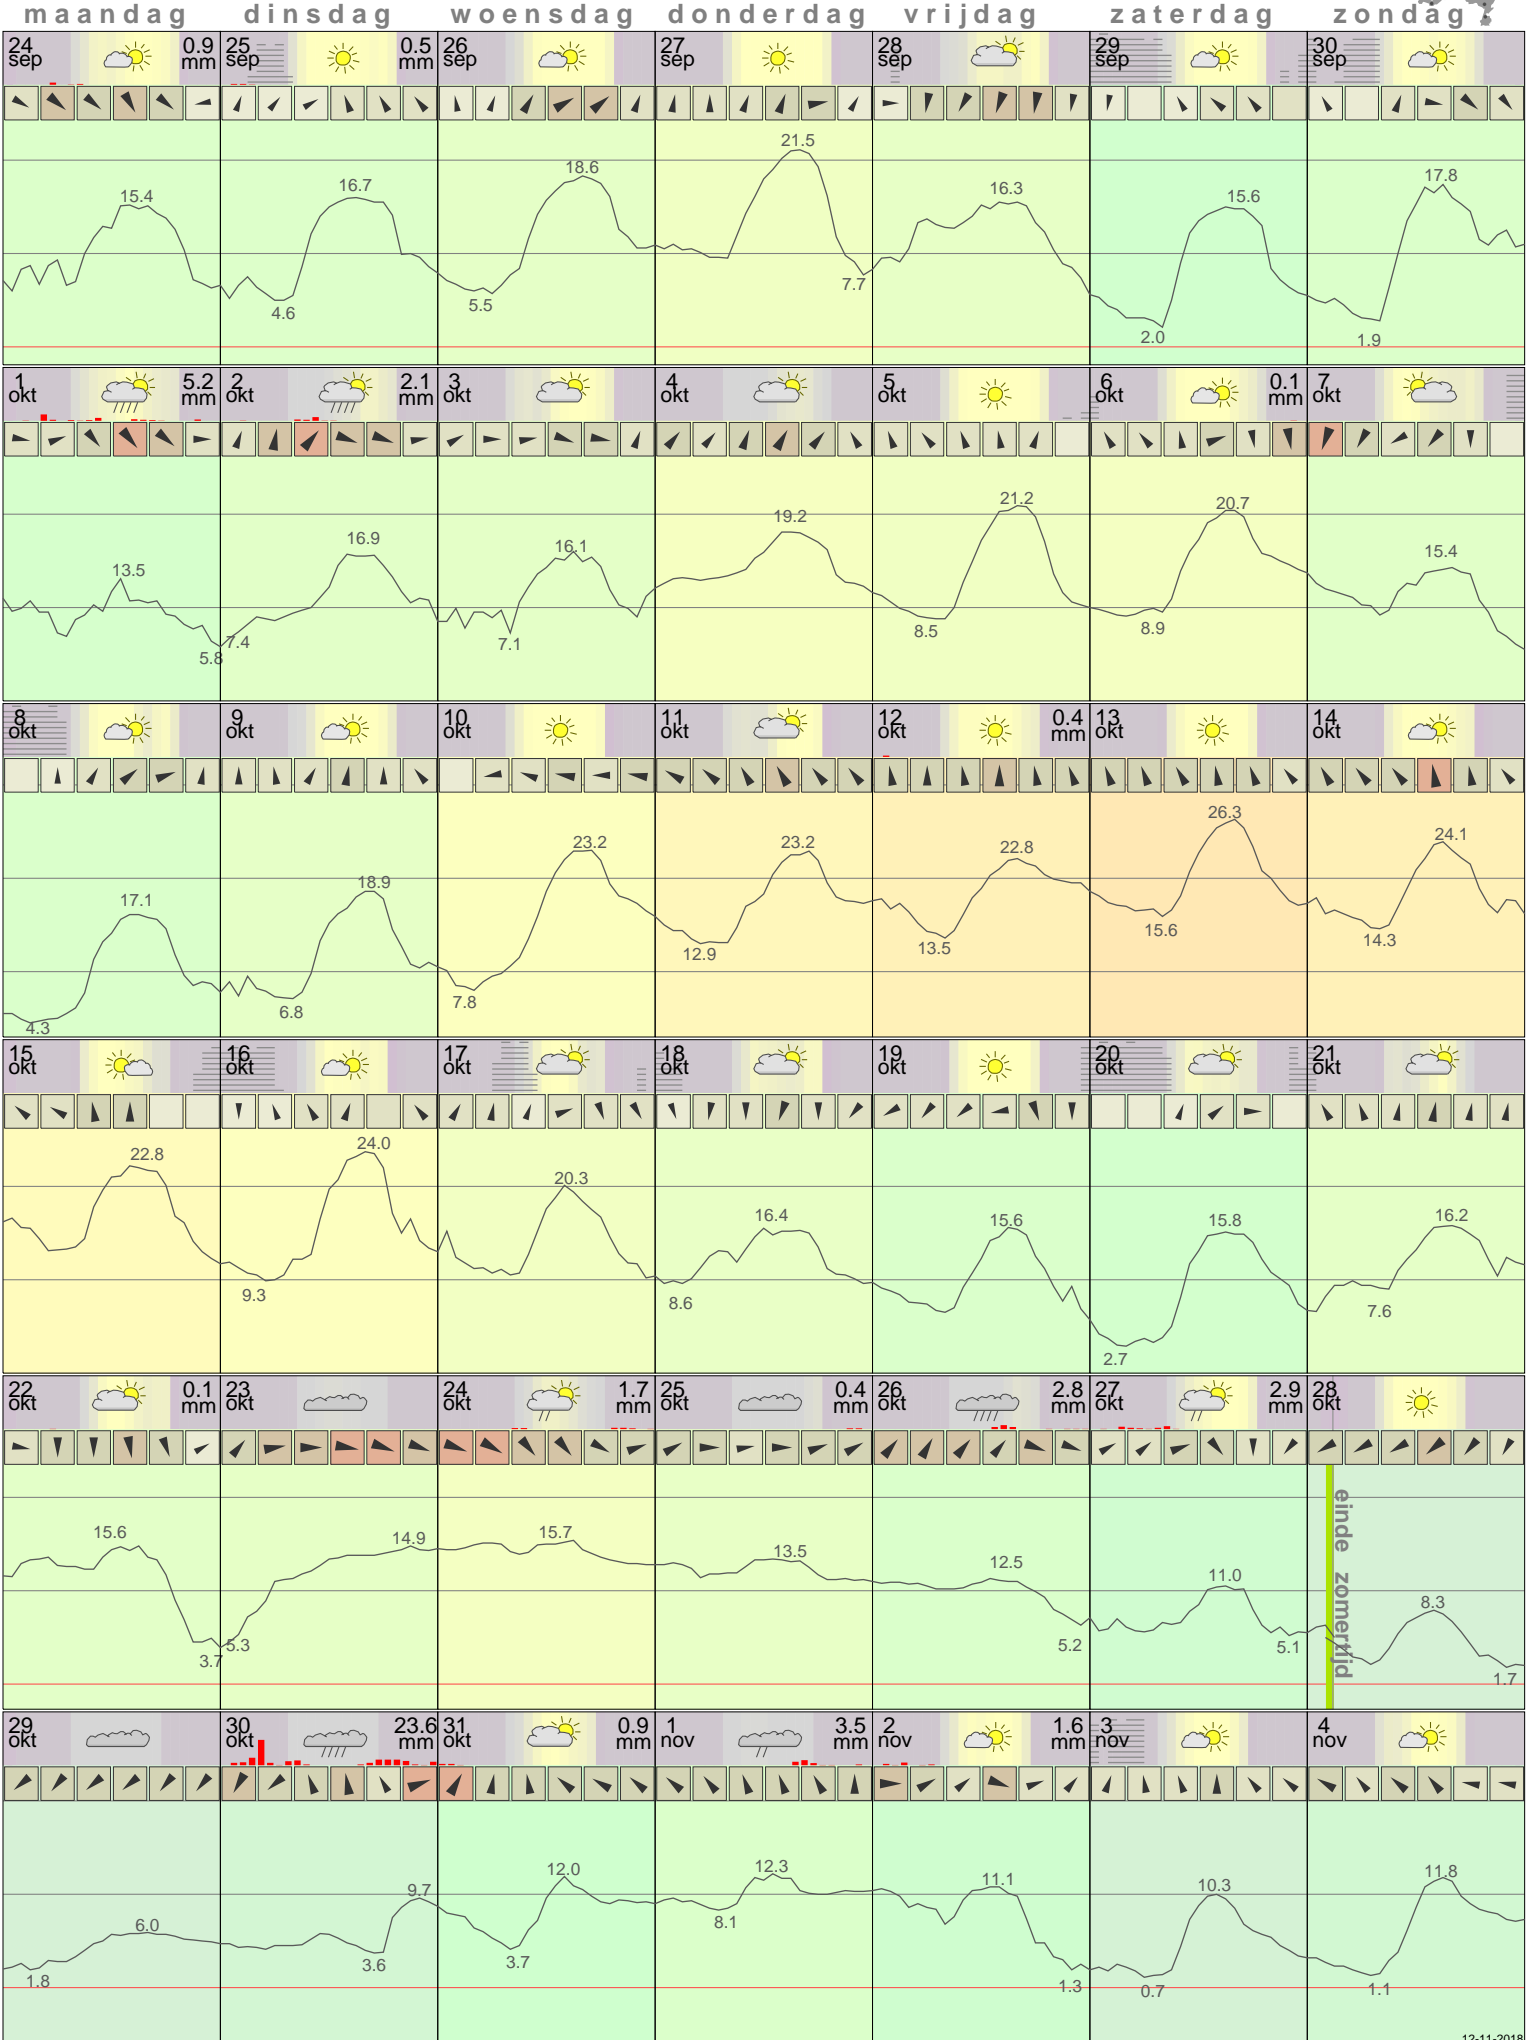 maandag dinsdag woensdag donderdag vrijdag zaterdag zondag
24 sep 0.9 mm 25 sep 0.5 mm 26 sep 27 sep 28 sep 29 sep 30 sep
15.4 4.6 16.7 5.5 18.6 21.5 7.7 16.3 2.0 15.6 1.9 17.8
1 okt 5.2 mm 2 okt 2.1 mm 3 okt 4 okt 5 okt 6 okt 0.1 mm 7 okt
13.5 5.8 7.4 16.9 7.1 16.1 19.2 8.5 21.2 8.9 20.7 15.4
8 okt 9 okt 10 okt 11 okt 12 okt 0.4 mm 13 okt 14 okt
4.3 17.1 6.8 18.9 7.8 23.2 12.9 23.2 13.5 22.8 15.6 26.3 14.3 24.1
15 okt 16 okt 17 okt 18 okt 19 okt 20 okt 21 okt
22.8 9.3 24.0 20.3 8.6 16.4 15.6 2.7 15.8 7.6 16.2
22 okt 0.1 mm 23 okt 24 okt 1.7 mm 25 okt 0.4 mm 26 okt 2.8 mm 27 okt 2.9 mm 28 okt
15.6 3.7 5.3 14.9 15.7 13.5 12.5 5.2 11.0 5.1 8.3 1.7
einde zomertijd
29 okt 30 okt 23.6 mm 31 okt 0.9 mm 1 nov 3.5 mm 2 nov 1.6 mm 3 nov 4 nov
1.8 6.0 3.6 9.7 3.7 12.0 8.1 12.3 11.1 1.3 0.7 10.3 1.1 11.8
12-11-2018